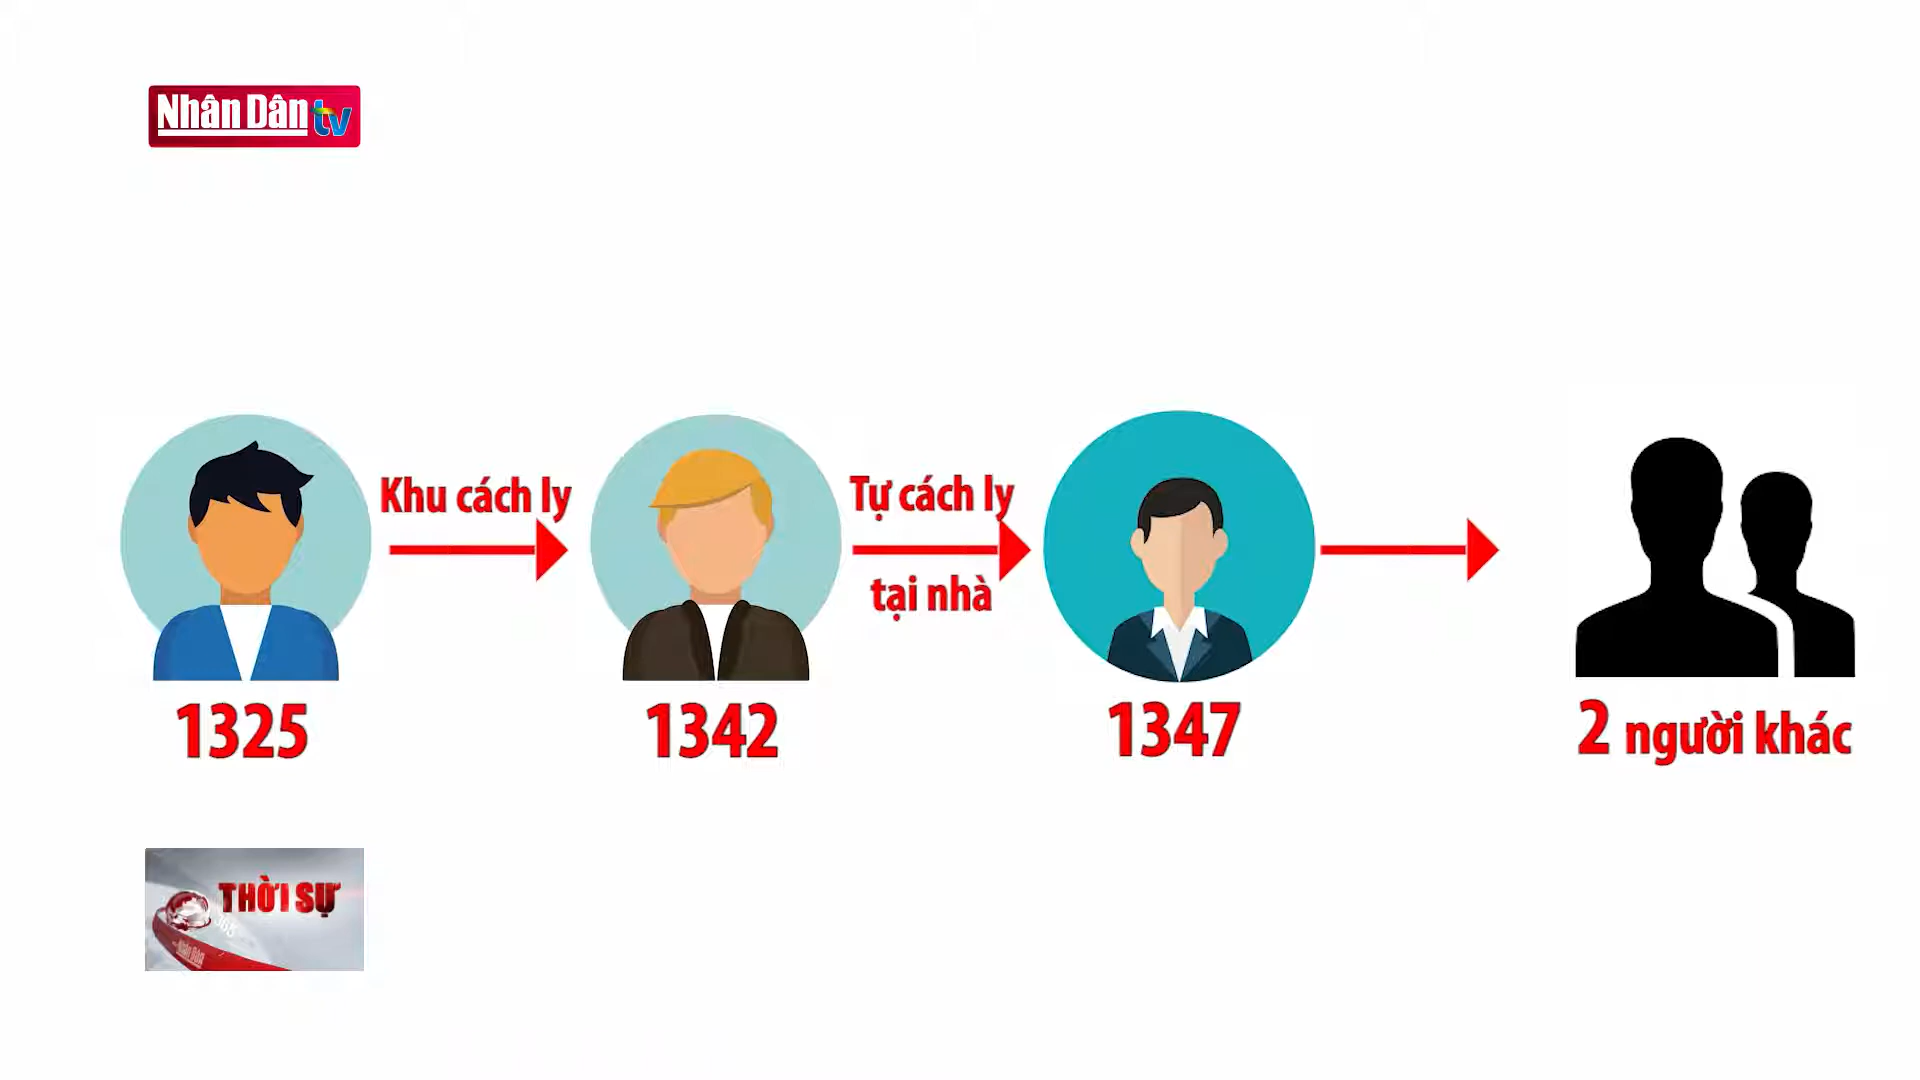 Nhân Dân tv
Khu cách ly
Tự cách ly
tại nhà
1325
1342
1347
2 người khác
THỜI SỰ
365